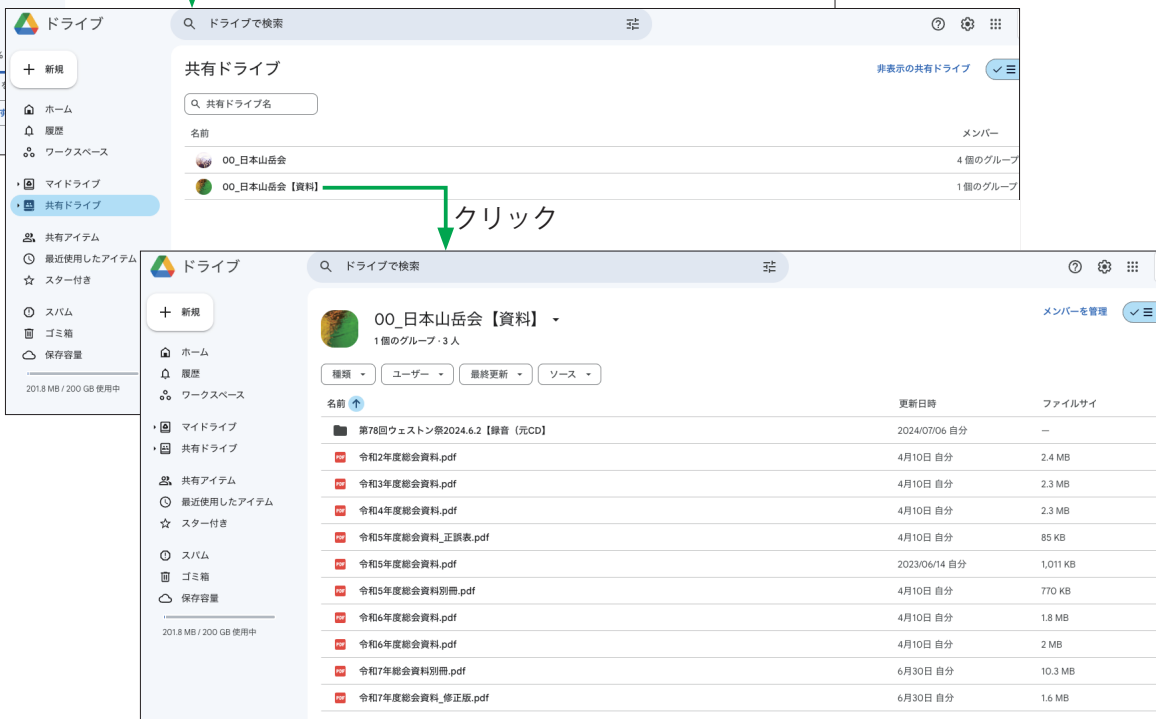 ドライブ
ドライブで検索
新規
ホーム
履歴
ワークスペース
マイドライブ
共有ドライブ
共有アイテム
最近使用したアイテム
スター付き
スパム
ゴミ箱
保存容量
201.8 MB / 200 GB 使用中
共有ドライブ
非表示の共有ドライブ
共有ドライブ名
名前 メンバー
00_日本山岳会 4 個のグループ
00_日本山岳会【資料】 1 個のグループ
クリック
ドライブ
ドライブで検索
新規
ホーム
履歴
ワークスペース
マイドライブ
共有ドライブ
共有アイテム
最近使用したアイテム
スター付き
スパム
ゴミ箱
保存容量
201.8 MB / 200 GB 使用中
00_日本山岳会【資料】
メンバーを管理
1 個のグループ · 3 人
種類 ユーザー 最終更新 ソース
名前 更新日時 ファイルサイ
第78回ウェストン祭2024.6.2【録音（元CD】 2024/07/06 自分 —
PDF 令和2年度総会資料.pdf 4月10日 自分 2.4 MB
PDF 令和3年度総会資料.pdf 4月10日 自分 2.3 MB
PDF 令和4年度総会資料.pdf 4月10日 自分 2.3 MB
PDF 令和5年度総会資料_正誤表.pdf 4月10日 自分 85 KB
PDF 令和5年度総会資料.pdf 2023/06/14 自分 1,011 KB
PDF 令和5年度総会資料別冊.pdf 4月10日 自分 770 KB
PDF 令和6年度総会資料.pdf 4月10日 自分 1.8 MB
PDF 令和6年度総会資料.pdf 4月10日 自分 2 MB
PDF 令和7年総会資料別冊.pdf 6月30日 自分 10.3 MB
PDF 令和7年度総会資料_修正版.pdf 6月30日 自分 1.6 MB